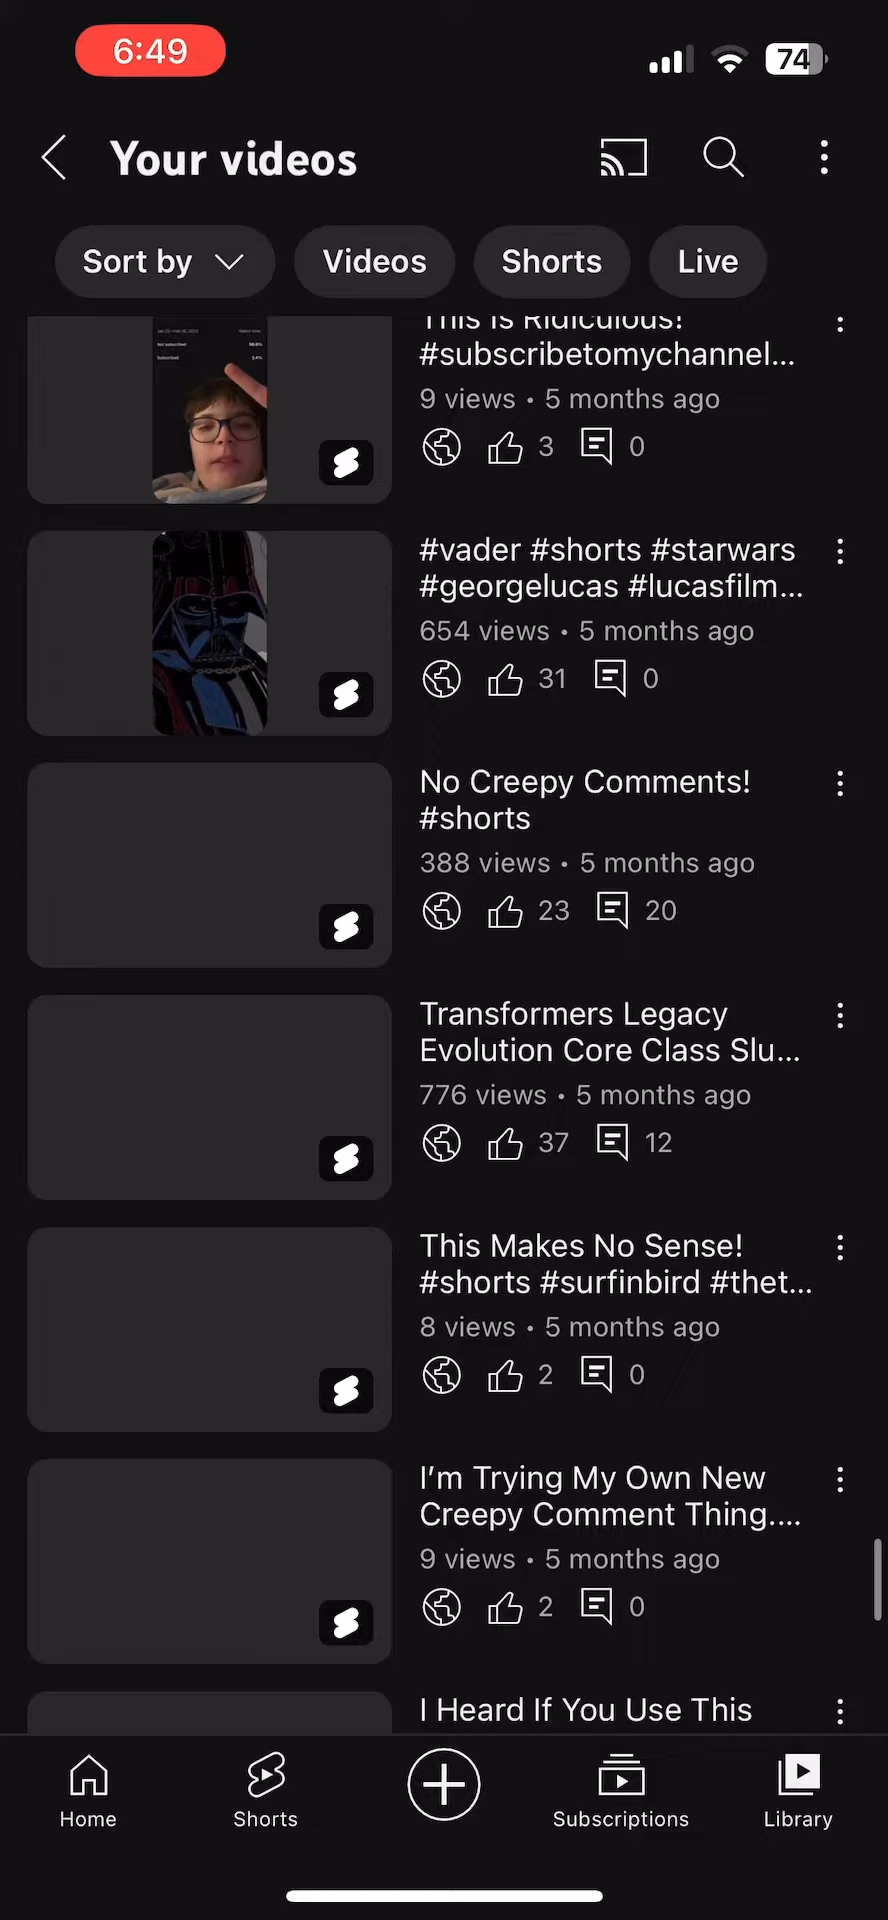 6:49
74
Your videos
Sort by
Videos
Shorts
Live
This Is Ridiculous!
#subscribetomychannel...
9 views • 5 months ago
3
0
#vader #shorts #starwars
#georgelucas #lucasfilm...
654 views • 5 months ago
31
0
No Creepy Comments!
#shorts
388 views • 5 months ago
23
20
Transformers Legacy
Evolution Core Class Slu...
776 views • 5 months ago
37
12
This Makes No Sense!
#shorts #surfinbird #thet...
8 views • 5 months ago
2
0
I’m Trying My Own New
Creepy Comment Thing....
9 views • 5 months ago
2
0
I Heard If You Use This
Home
Shorts
Subscriptions
Library